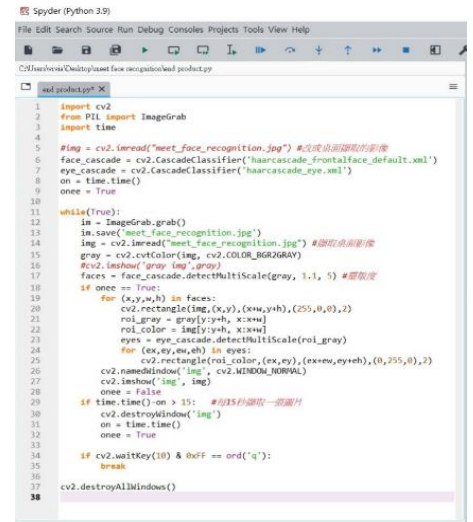 Spyder (Python 3.9)
File Edit Search Source Run Debug Consoles Projects Tools View Help
end product.py* X
1 import cv2
2 from PIL import ImageGrab
3 import time
4
5 #img = cv2.imread("meet_face_recognition.jpg") #改成桌面擷取的影像
6 face_cascade = cv2.CascadeClassifier('haarcascade_frontalface_default.xml')
7 eye_cascade = cv2.CascadeClassifier('haarcascade_eye.xml')
8 on = time.time()
9 onee = True
10
11 while(True):
12 im = ImageGrab.grab()
13 im.save('meet_face_recognition.jpg')
14 img = cv2.imread("meet_face_recognition.jpg") #擷取桌面影像
15 gray = cv2.cvtColor(img, cv2.COLOR_BGR2GRAY)
16 #cv2.imshow('gray img',gray)
17 faces = face_cascade.detectMultiScale(gray, 1.1, 5) #靈敏度
18 if onee == True:
19 for (x,y,w,h) in faces:
20 cv2.rectangle(img,(x,y),(x+w,y+h),(255,0,0),2)
21 roi_gray = gray[y:y+h, x:x+w]
22 roi_color = img[y:y+h, x:x+w]
23 eyes = eye_cascade.detectMultiScale(roi_gray)
24 for (ex,ey,ew,eh) in eyes:
25 cv2.rectangle(roi_color,(ex,ey),(ex+ew,ey+eh),(0,255,0),2)
26 cv2.namedWindow('img', cv2.WINDOW_NORMAL)
27 cv2.imshow('img', img)
28 onee = False
29 if time.time()-on > 15: #每15秒擷取一張圖片
30 cv2.destroyWindow('img')
31 on = time.time()
32 onee = True
33
34 if cv2.waitKey(10) & 0xFF == ord('q'):
35 break
36
37 cv2.destroyAllWindows()
38